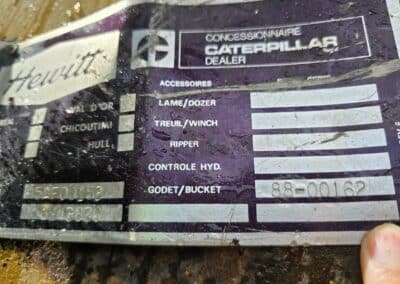 Hewitt
CONCESSIONNAIRE
CATERPILLAR
DEALER
ACCESSOIRES
VAL D'OR
LAME/DOZER
CHICOUTIMI
TREUIL/WINCH
HULL
RIPPER
CONTROLE HYD.
GODET/BUCKET
88-00162